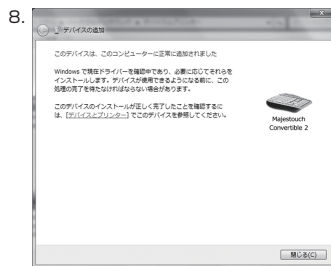 8.
デバイスの追加
このデバイスは、このコンピューターに正常に追加されました
Windows で現在ドライバーを確認中であり、必要に応じてそれらを
インストールします。デバイスが使用できるようになる前に、この
処理の完了を待たなければならない場合があります。
このデバイスのインストールが正しく完了したことを確認するに
は、[デバイスとプリンター] でこのデバイスを参照してください。
Majestouch
Convertible 2
閉じる(C)